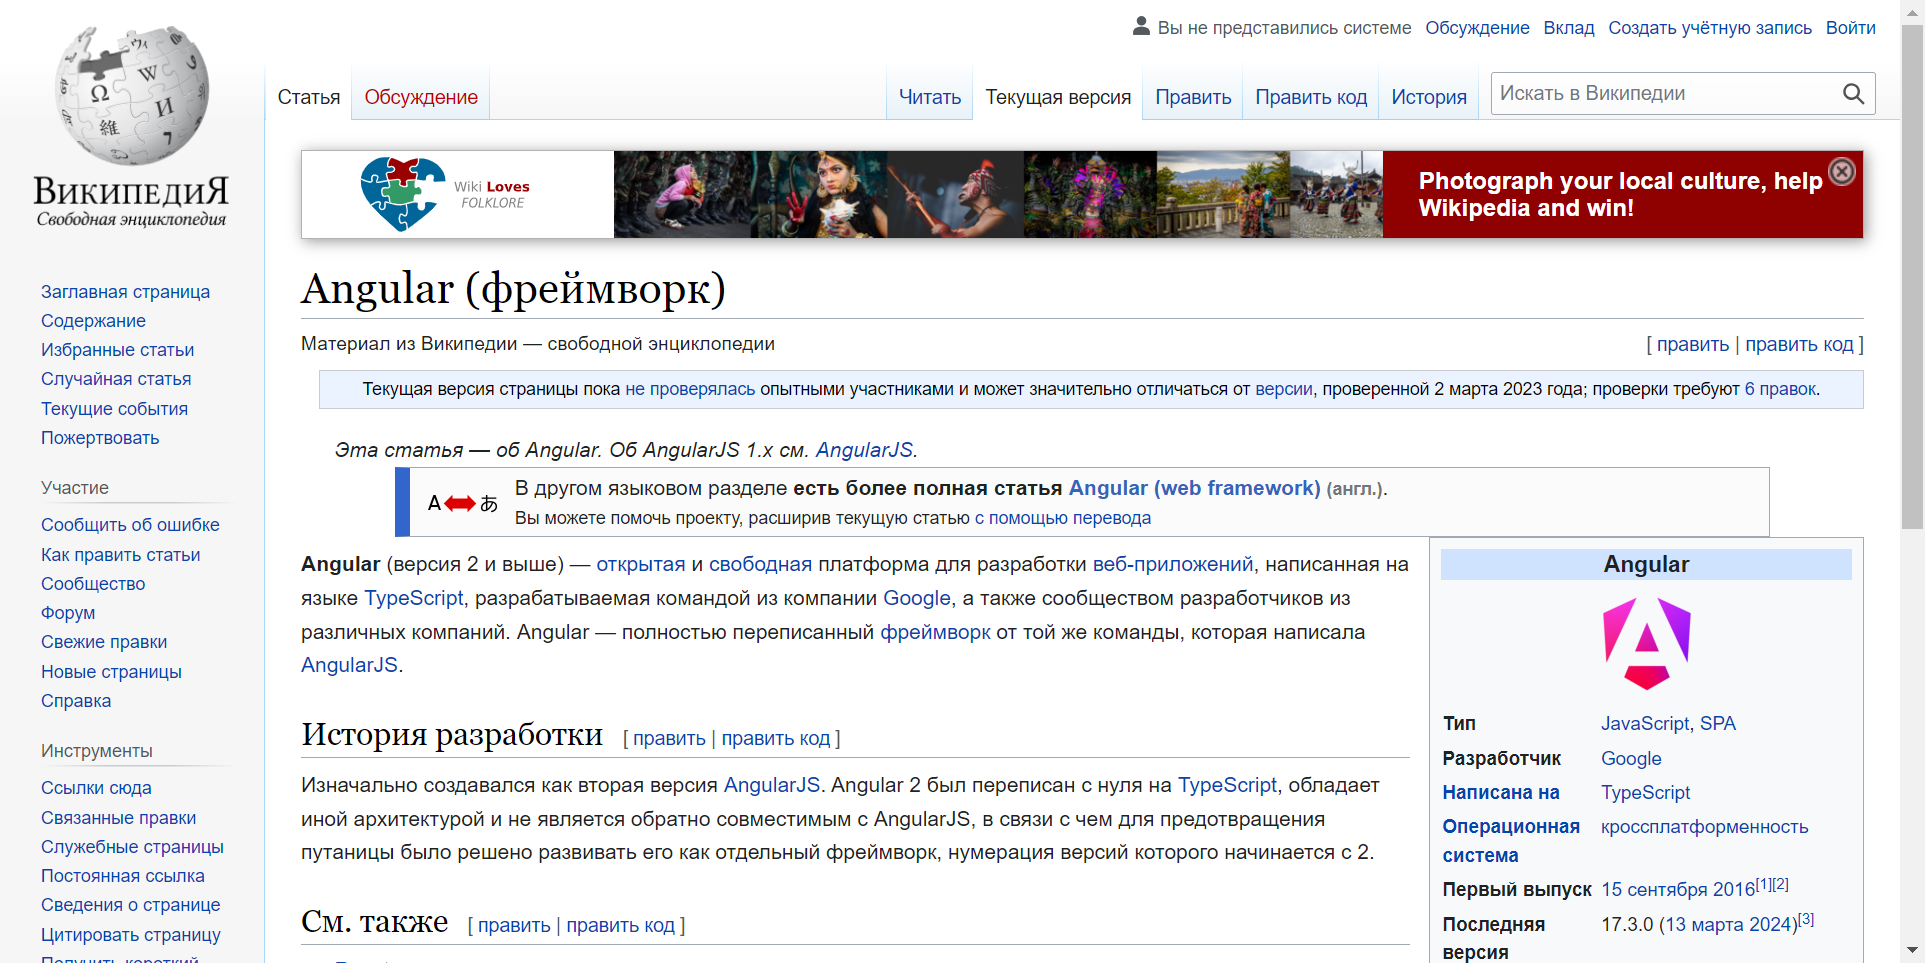 Вы не представились системе Обсуждение Вклад Создать учётную запись Войти
Статья Обсуждение Читать Текущая версия Править Править код История Искать в Википедии
ВИКИПЕДИЯ
Свободная энциклопедия
Заглавная страница
Содержание
Избранные статьи
Случайная статья
Текущие события
Пожертвовать
Участие
Сообщить об ошибке
Как править статьи
Сообщество
Форум
Свежие правки
Новые страницы
Справка
Инструменты
Ссылки сюда
Связанные правки
Служебные страницы
Постоянная ссылка
Сведения о странице
Цитировать страницу
Получить короткий
Wiki Loves
FOLKLORE
Photograph your local culture, help
Wikipedia and win!
Angular (фреймворк)
Материал из Википедии — свободной энциклопедии [ править | править код ]
Текущая версия страницы пока не проверялась опытными участниками и может значительно отличаться от версии, проверенной 2 марта 2023 года; проверки требуют 6 правок.
Эта статья — об Angular. Об AngularJS 1.x см. AngularJS.
A あ
В другом языковом разделе есть более полная статья Angular (web framework) (англ.).
Вы можете помочь проекту, расширив текущую статью с помощью перевода
Angular (версия 2 и выше) — открытая и свободная платформа для разработки веб-приложений, написанная на
языке TypeScript, разрабатываемая командой из компании Google, а также сообществом разработчиков из
различных компаний. Angular — полностью переписанный фреймворк от той же команды, которая написала
AngularJS.
История разработки [ править | править код ]
Изначально создавался как вторая версия AngularJS. Angular 2 был переписан с нуля на TypeScript, обладает
иной архитектурой и не является обратно совместимым с AngularJS, в связи с чем для предотвращения
путаницы было решено развивать его как отдельный фреймворк, нумерация версий которого начинается с 2.
См. также [ править | править код ]
Angular
Тип JavaScript, SPA
Разработчик Google
Написана на TypeScript
Операционная кроссплатформенность
система
Первый выпуск 15 сентября 2016[1][2]
Последняя 17.3.0 (13 марта 2024)[3]
версия